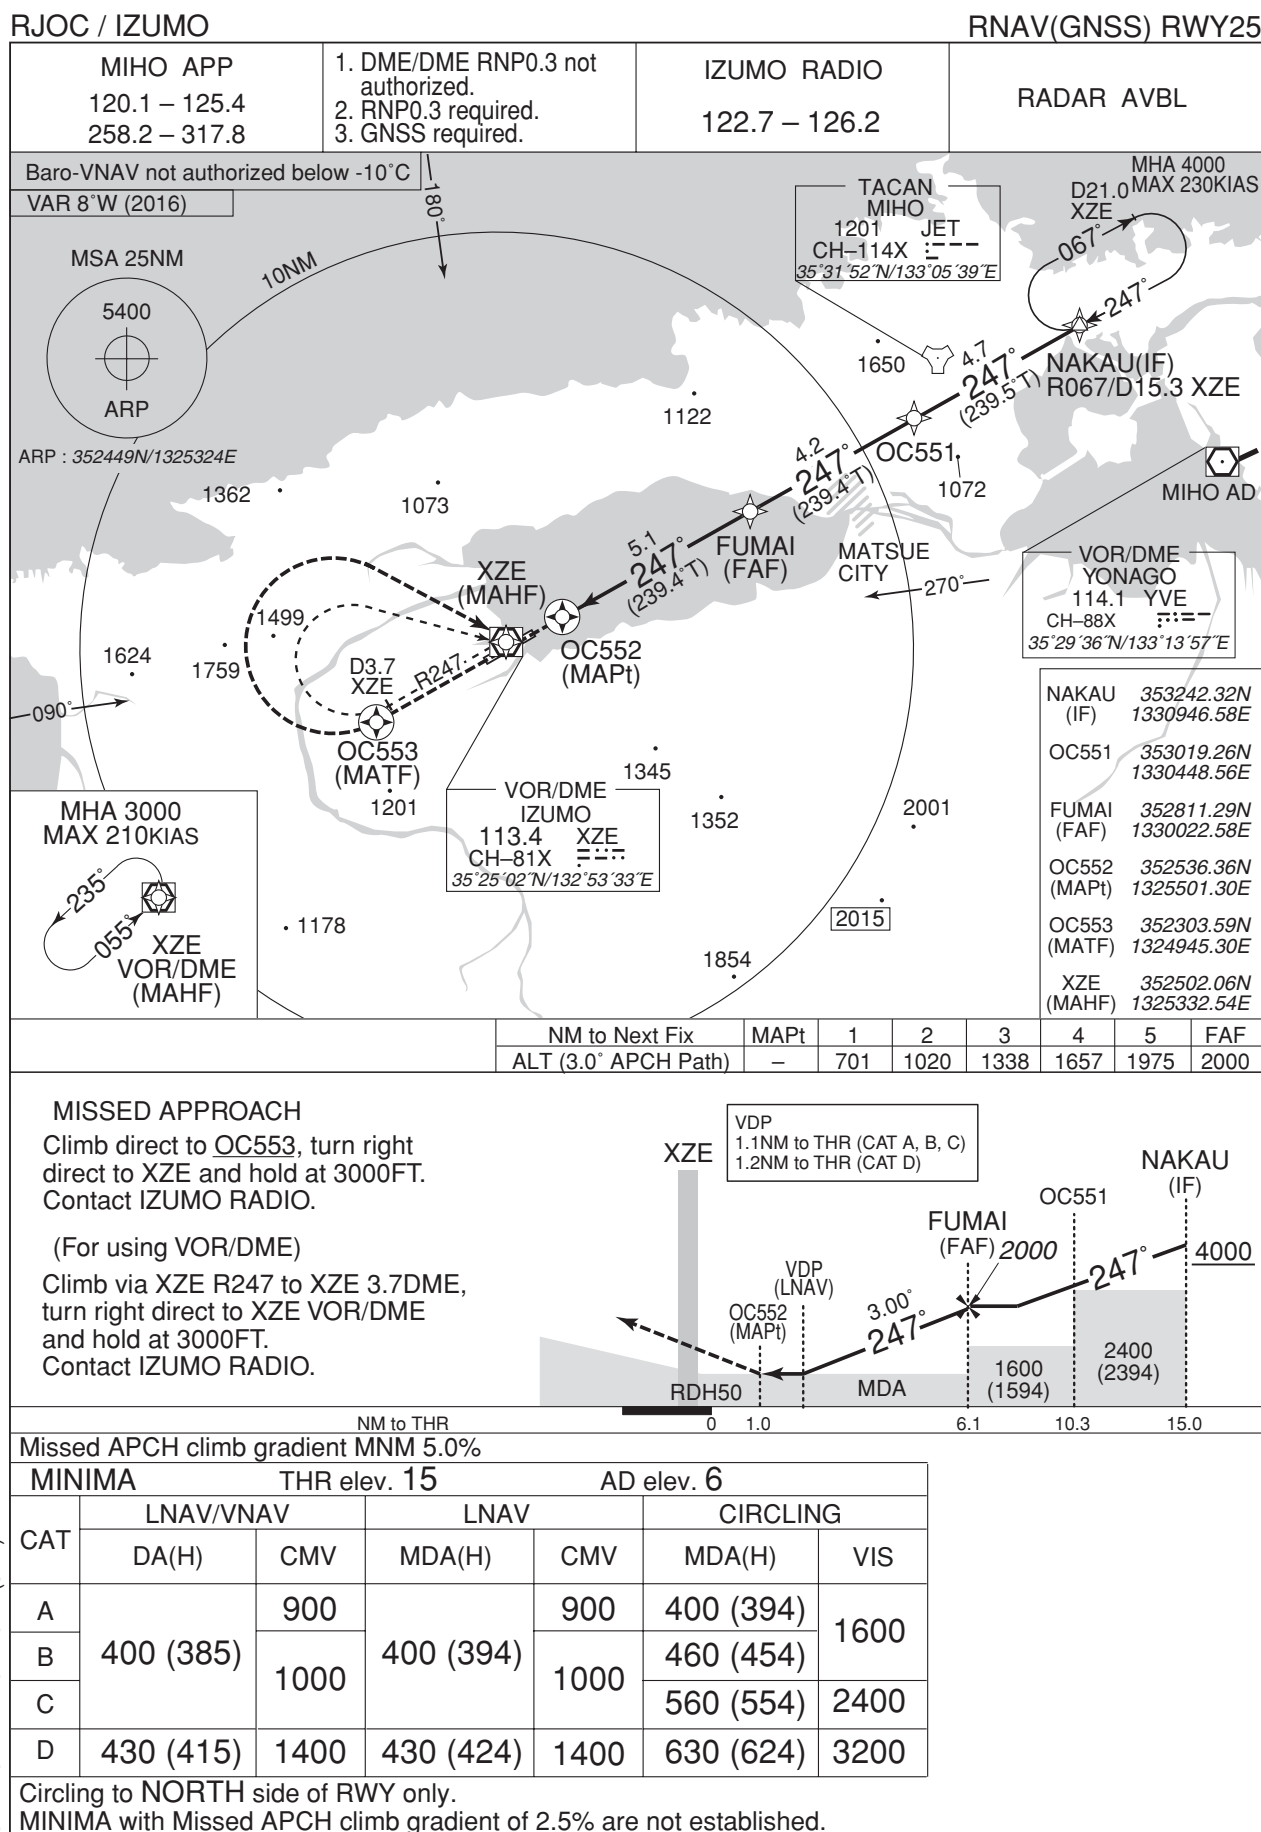 RJOC / IZUMO
RNAV(GNSS) RWY25
MIHO APP
120.1 – 125.4
258.2 – 317.8
1. DME/DME RNP0.3 not
authorized.
2. RNP0.3 required.
3. GNSS required.
IZUMO RADIO
122.7 – 126.2
RADAR AVBL
Baro-VNAV not authorized below -10˚C
VAR 8˚W (2016)
180˚
MSA 25NM
5400
ARP
ARP : 352449N/1325324E
10NM
TACAN
MIHO
1201 JET
CH–114X
35˚31´52˝N/133˚05´39˝E
MHA 4000
MAX 230KIAS
D21.0
XZE
067˚
247˚
NAKAU(IF)
R067/D15.3 XZE
4.7
247˚
(239.5˚T)
1650
1122
OC551
4.2
247˚
(239.4˚T)
1072
MIHO AD
1362
1073
FUMAI
(FAF)
MATSUE
CITY
5.1
247˚
(239.4˚T)
XZE
(MAHF)
270˚
VOR/DME
YONAGO
114.1 YVE
CH–88X
35˚29´36˝N/133˚13´57˝E
1499
1624
1759
OC552
(MAPt)
D3.7
XZE
R247
090˚
OC553
(MATF)
1201
1345
1352
2001
VOR/DME
IZUMO
113.4 XZE
CH–81X
35˚25´02˝N/132˚53´33˝E
NAKAU 353242.32N
(IF) 1330946.58E
OC551 353019.26N
1330448.56E
FUMAI 352811.29N
(FAF) 1330022.58E
OC552 352536.36N
(MAPt) 1325501.30E
OC553 352303.59N
(MATF) 1324945.30E
XZE 352502.06N
(MAHF) 1325332.54E
MHA 3000
MAX 210KIAS
235˚
055˚
XZE
VOR/DME
(MAHF)
1178
2015
1854
NM to Next Fix MAPt 1 2 3 4 5 FAF
ALT (3.0˚ APCH Path) – 701 1020 1338 1657 1975 2000
MISSED APPROACH
Climb direct to OC553, turn right
direct to XZE and hold at 3000FT.
Contact IZUMO RADIO.
(For using VOR/DME)
Climb via XZE R247 to XZE 3.7DME,
turn right direct to XZE VOR/DME
and hold at 3000FT.
Contact IZUMO RADIO.
VDP
1.1NM to THR (CAT A, B, C)
1.2NM to THR (CAT D)
XZE
NAKAU
(IF)
OC551
FUMAI
(FAF) 2000
4000
247˚
VDP
(LNAV)
3.00˚
247˚
OC552
(MAPt)
2400
(2394)
1600
(1594)
MDA
RDH50
NM to THR 0 1.0 6.1 10.3 15.0
Missed APCH climb gradient MNM 5.0%
MINIMA THR elev. 15 AD elev. 6
CAT LNAV/VNAV LNAV CIRCLING
DA(H) CMV MDA(H) CMV MDA(H) VIS
A 400 (385) 900 400 (394) 900 400 (394) 1600
B 1000 1000 460 (454)
C 560 (554) 2400
D 430 (415) 1400 430 (424) 1400 630 (624) 3200
Circling to NORTH side of RWY only.
MINIMA with Missed APCH climb gradient of 2.5% are not established.